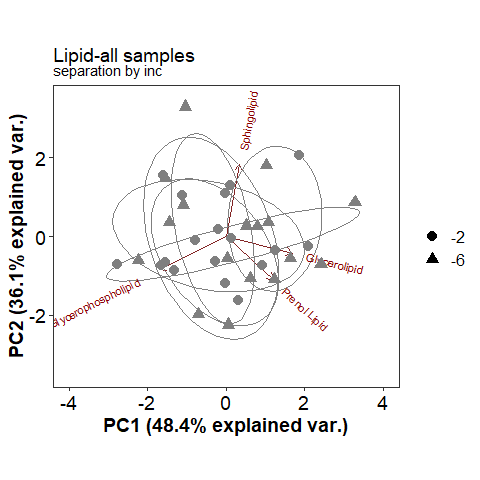 Lipid-all samples
separation by inc
Sphingolipid
Glycerolipid
Prenol Lipid
lycerophospholipid
PC2 (36.1% explained var.)
2
0
-2
-4
-2
0
2
4
PC1 (48.4% explained var.)
-2
-6